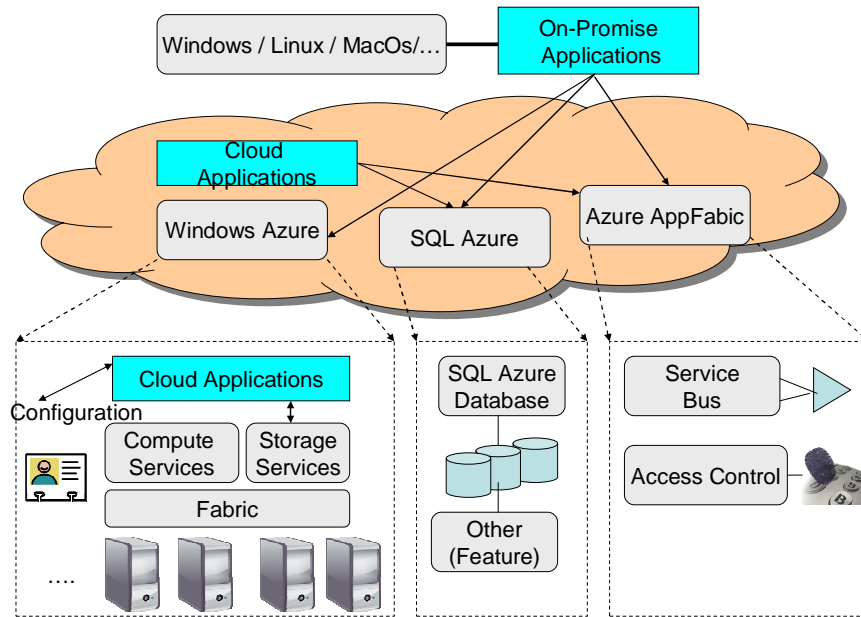 Windows / Linux / MacOs/…
On-Promise
Applications
Cloud
Applications
Windows Azure
SQL Azure
Azure AppFabic
Cloud Applications
Configuration
Compute
Services
Storage
Services
Fabric
….
SQL Azure
Database
Other
(Feature)
Service
Bus
Access Control